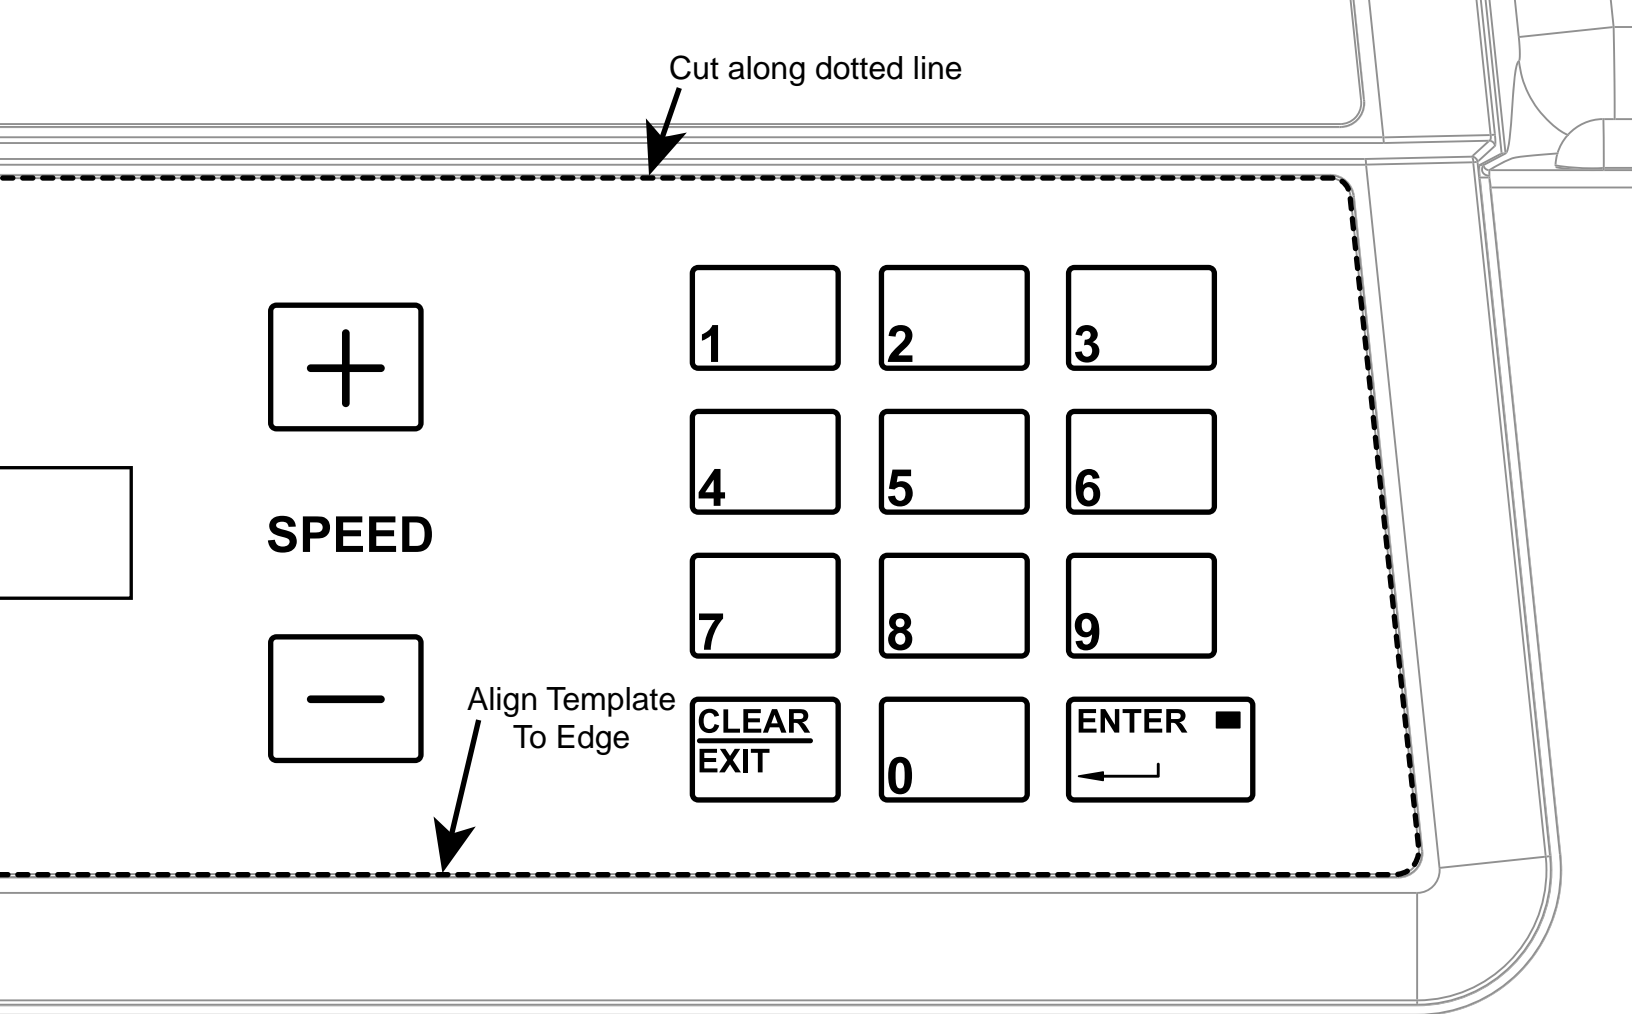 Cut along dotted line
1
2
3
4
5
6
SPEED
7
8
9
Align Template
To Edge
CLEAR
EXIT
0
ENTER